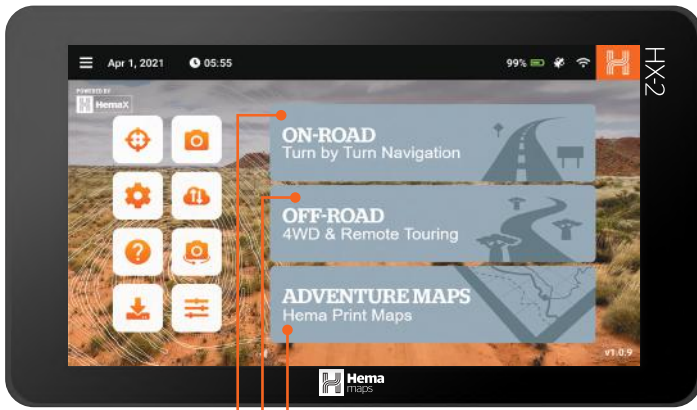 Apr 1, 2021 05:55 99%
HX-2
POWERED BY
HemaX
ON-ROAD
Turn by Turn Navigation
OFF-ROAD
4WD & Remote Touring
ADVENTURE MAPS
Hema Print Maps
v1.0.9
Hema
maps